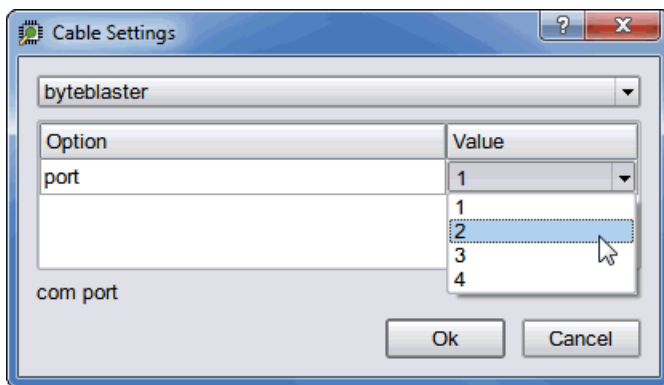 Cable Settings
byteblaster
Option Value
port 1
1
2
3
4
com port
Ok Cancel